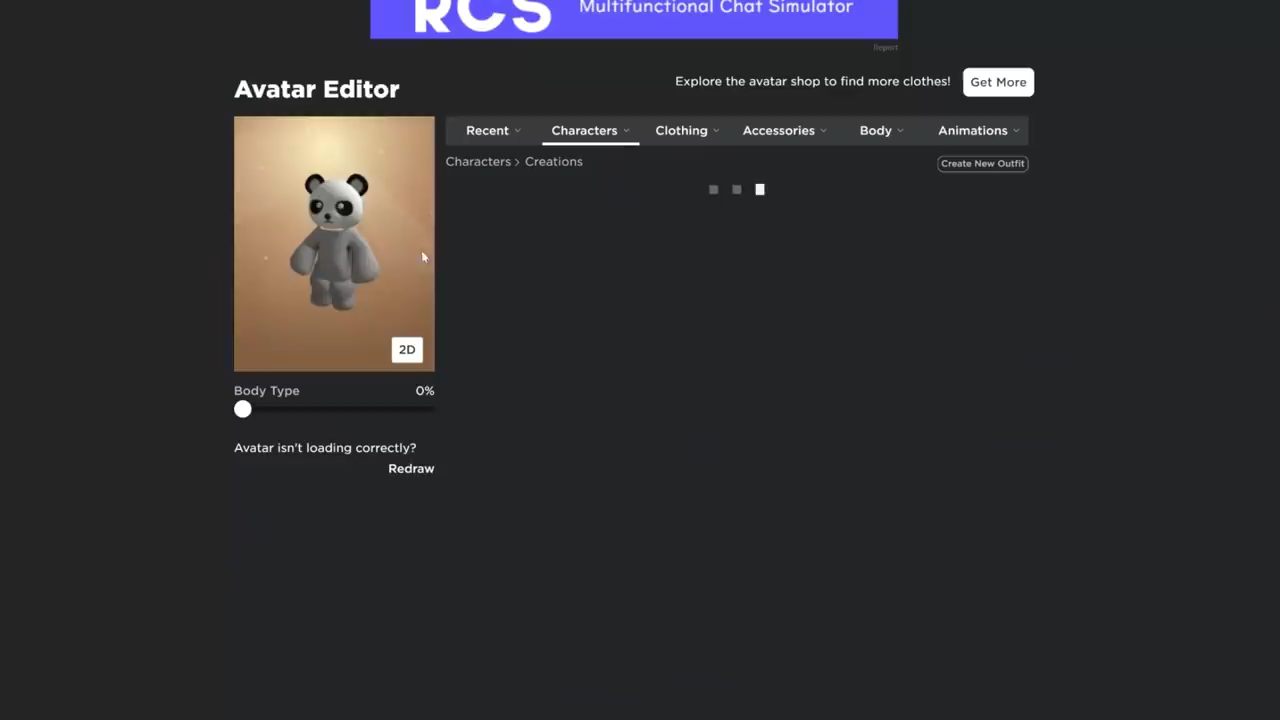 RCS Multifunctional Chat Simulator
Report
Avatar Editor
Explore the avatar shop to find more clothes! Get More
Recent Characters Clothing Accessories Body Animations
Characters > Creations
Create New Outfit
2D
Body Type 0%
Avatar isn't loading correctly?
Redraw